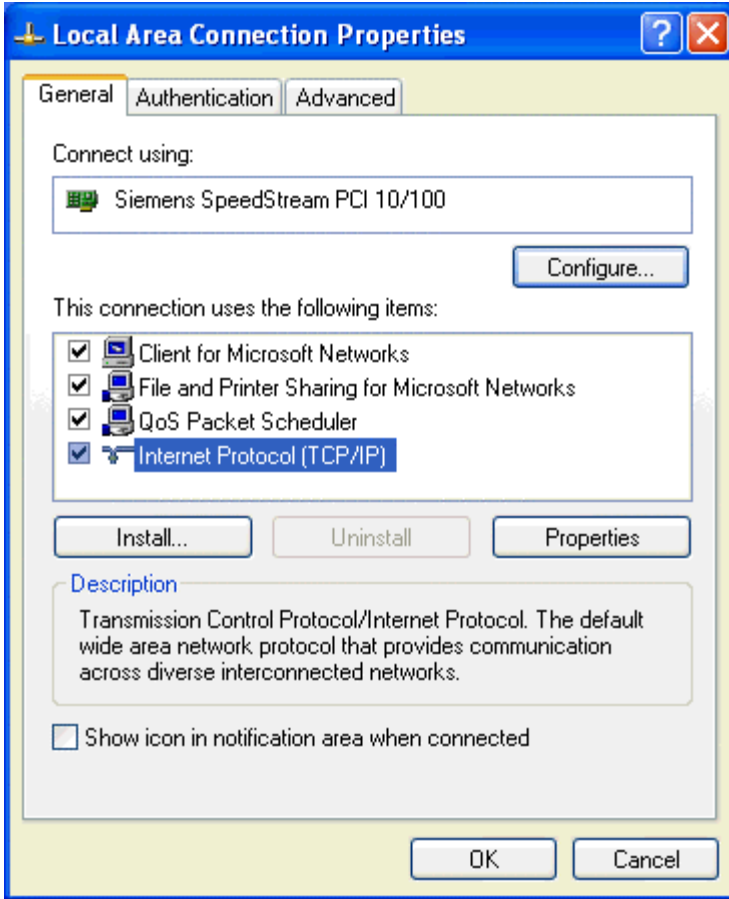 Local Area Connection Properties
General Authentication Advanced
Connect using:
Siemens SpeedStream PCI 10/100
Configure...
This connection uses the following items:
Client for Microsoft Networks
File and Printer Sharing for Microsoft Networks
QoS Packet Scheduler
Internet Protocol (TCP/IP)
Install... Uninstall Properties
Description
Transmission Control Protocol/Internet Protocol. The default
wide area network protocol that provides communication
across diverse interconnected networks.
Show icon in notification area when connected
OK Cancel